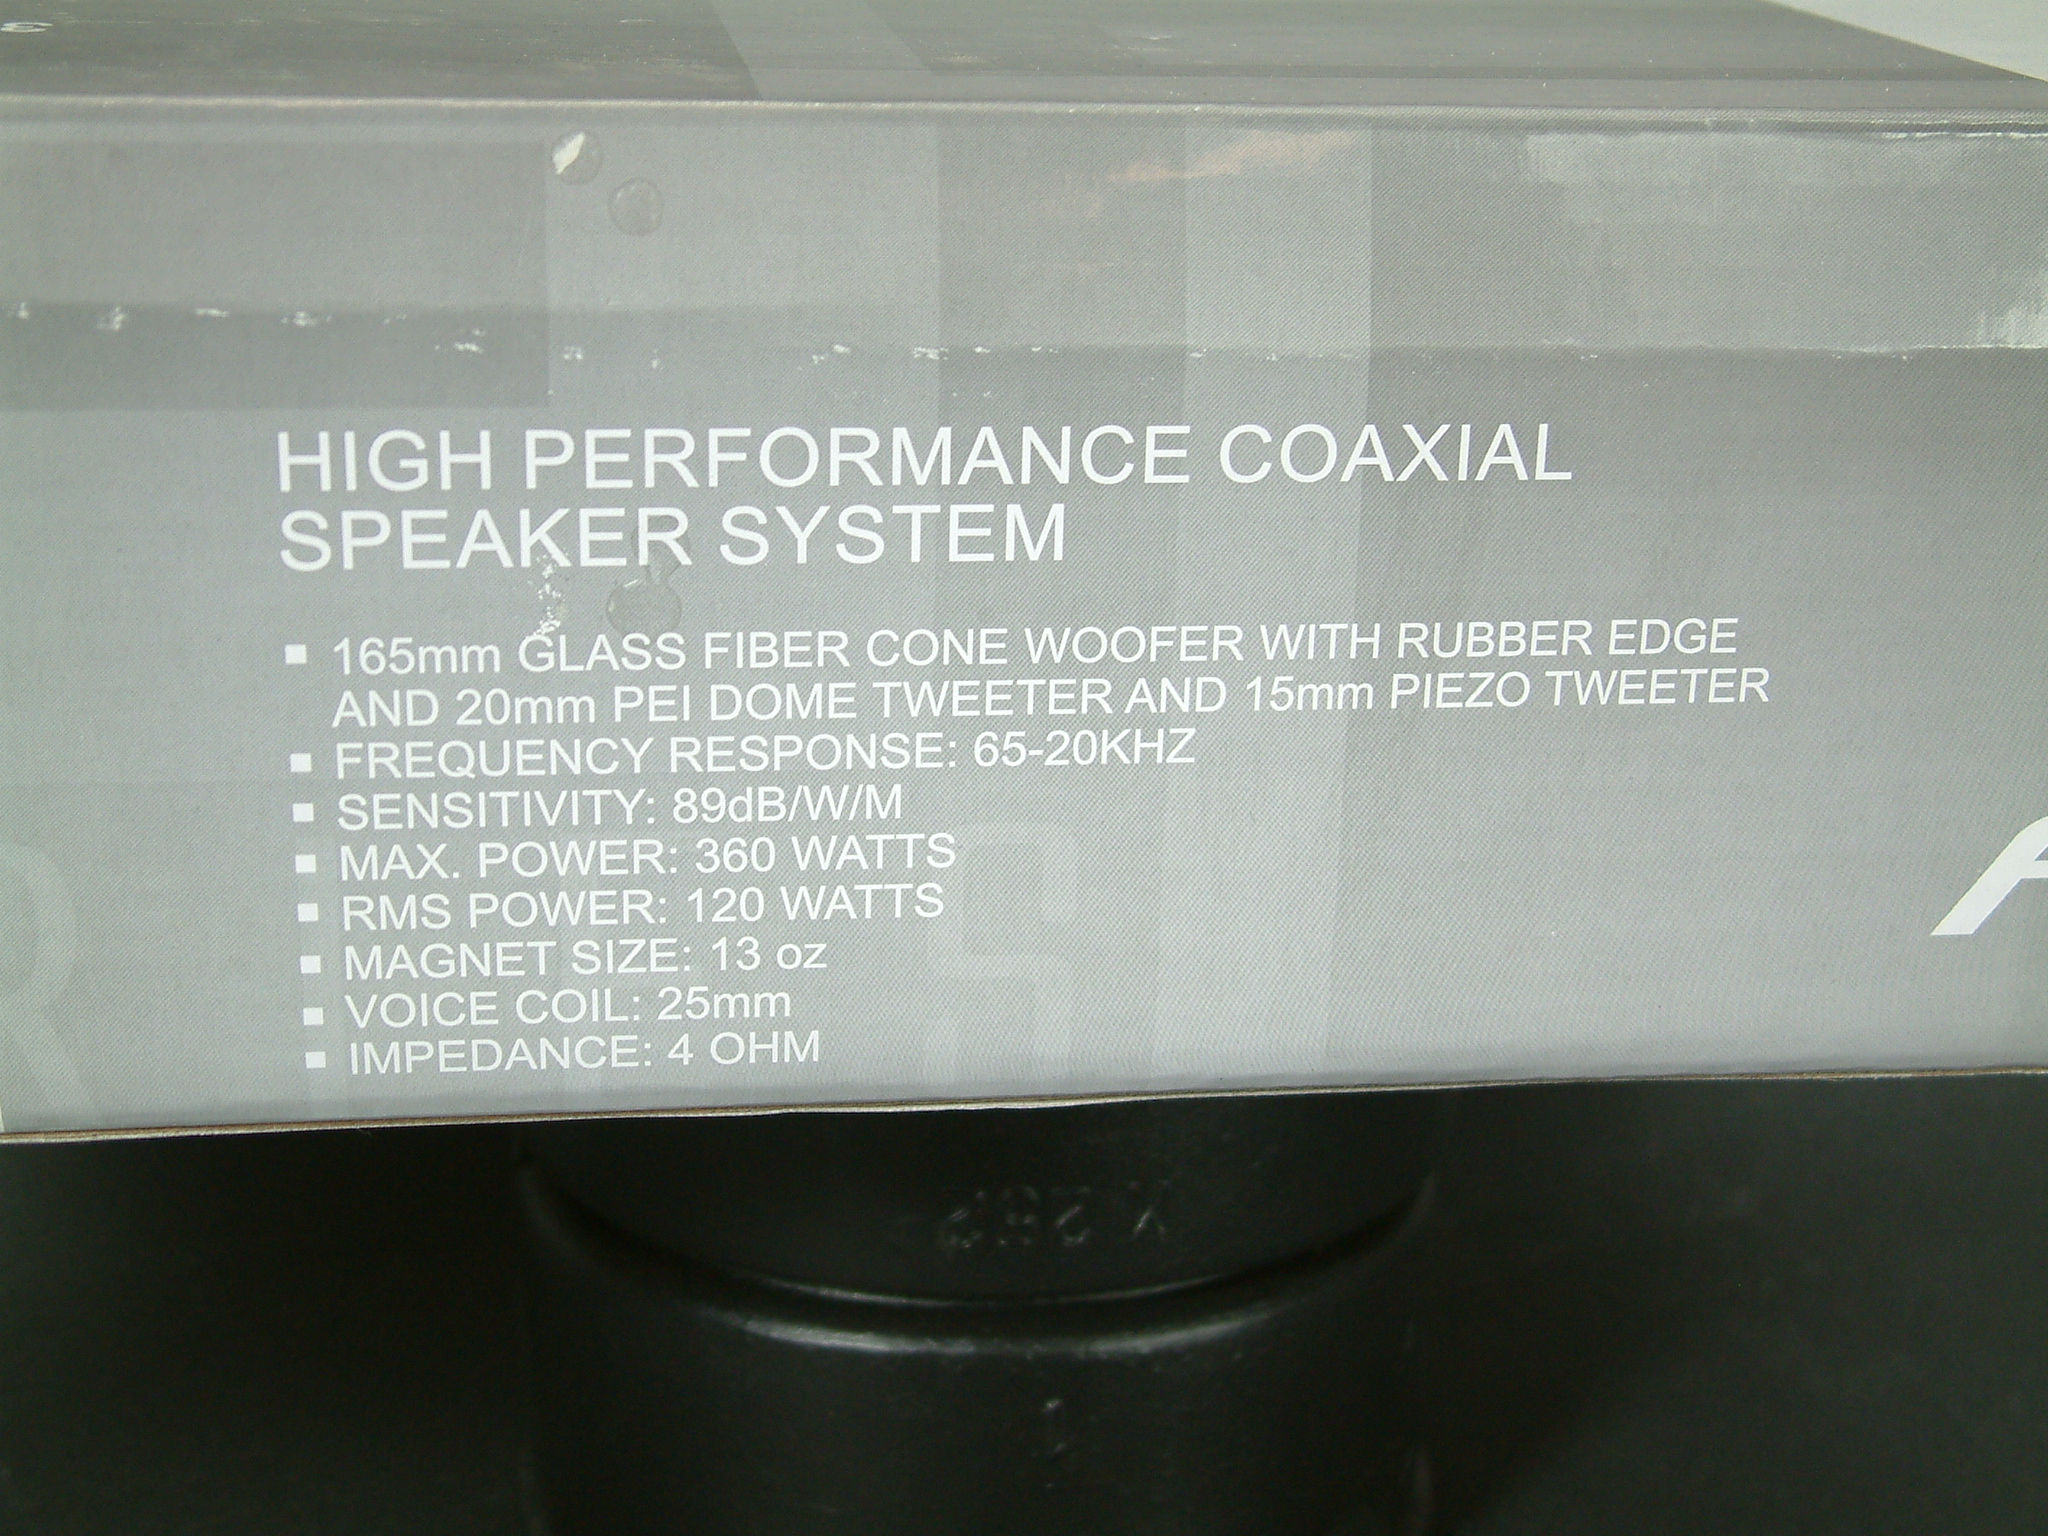 HIGH PERFORMANCE COAXIAL
SPEAKER SYSTEM
▪ 165mm GLASS FIBER CONE WOOFER WITH RUBBER EDGE
AND 20mm PEI DOME TWEETER AND 15mm PIEZO TWEETER
▪ FREQUENCY RESPONSE: 65-20KHZ
▪ SENSITIVITY: 89dB/W/M
▪ MAX. POWER: 360 WATTS
▪ RMS POWER: 120 WATTS
▪ MAGNET SIZE: 13 oz
▪ VOICE COIL: 25mm
▪ IMPEDANCE: 4 OHM